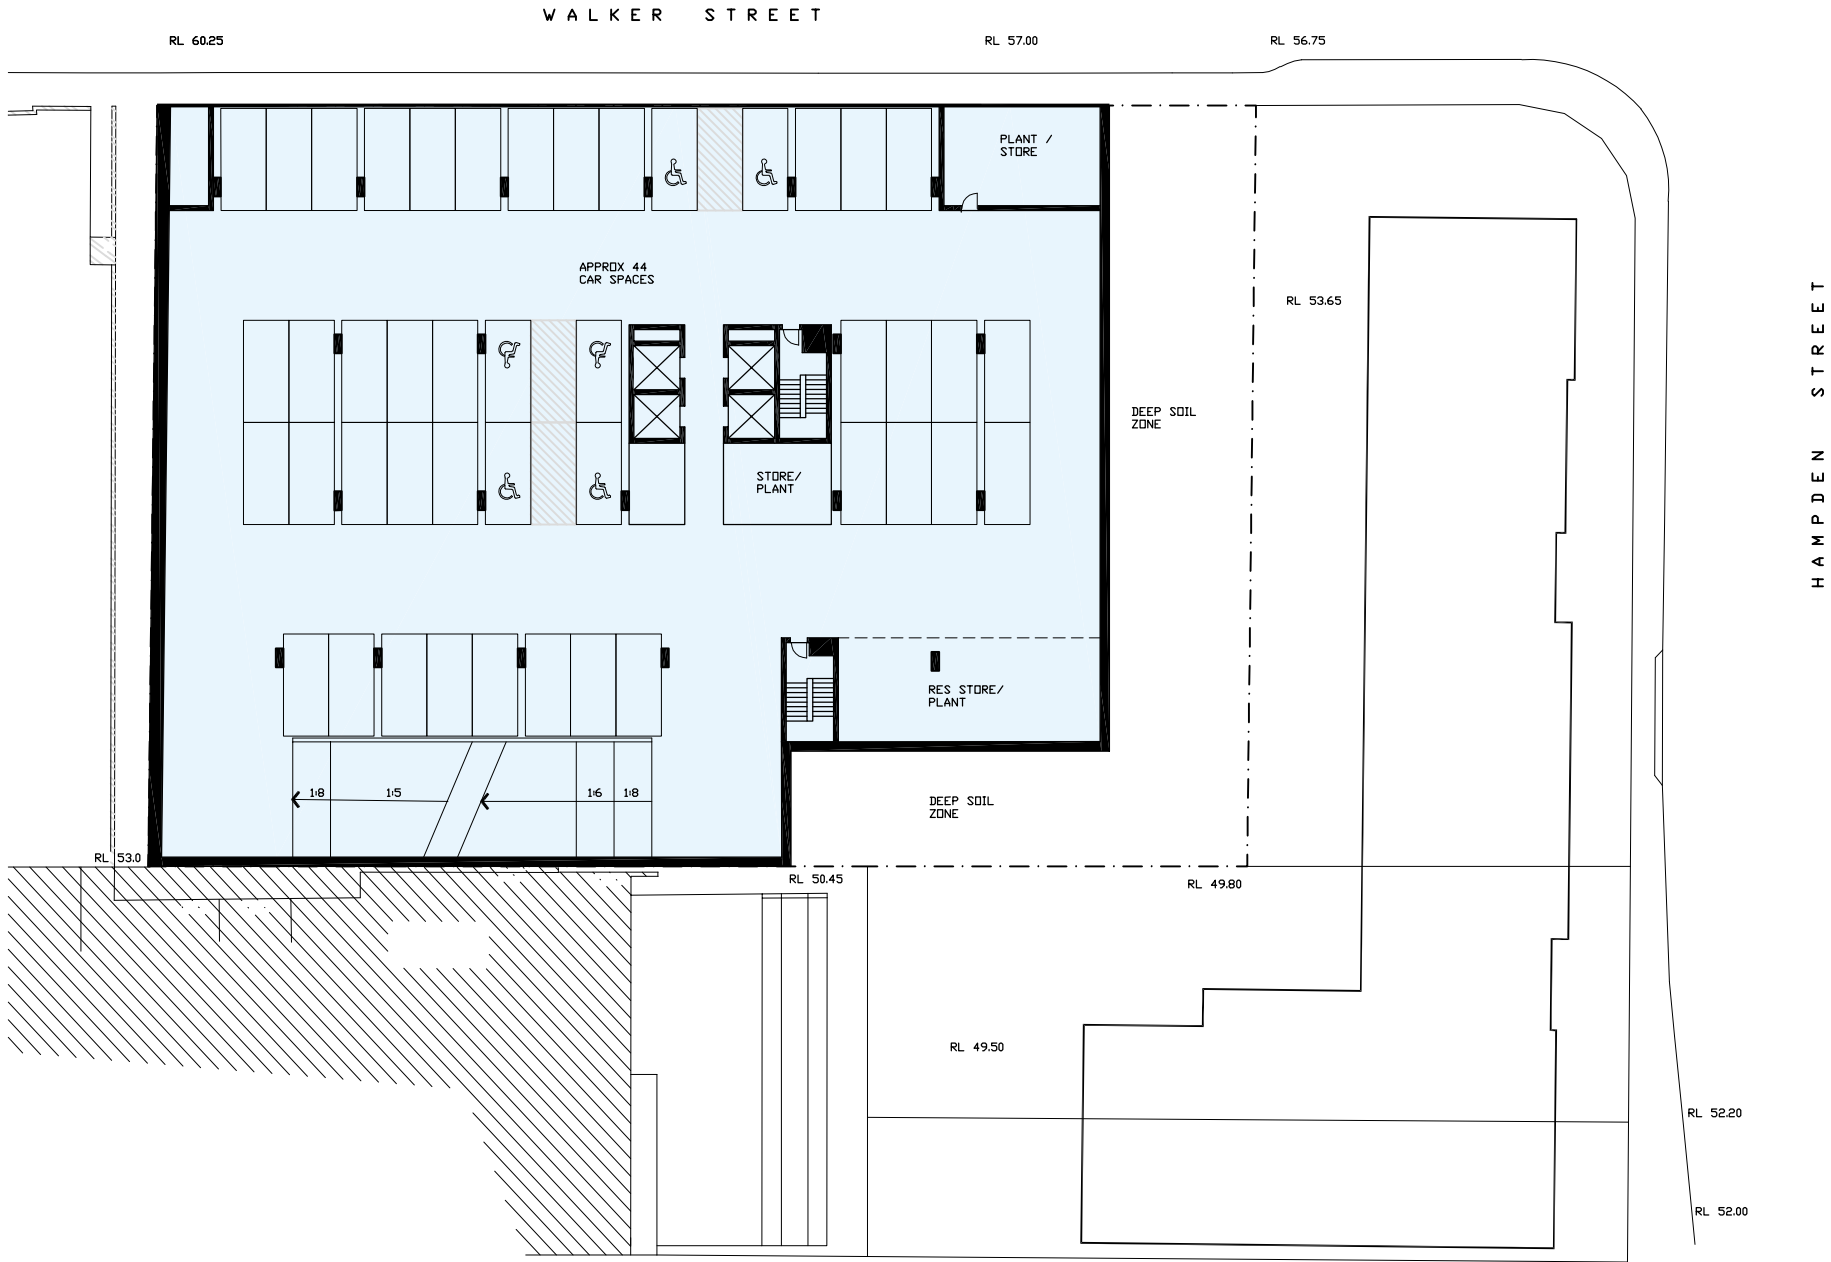 WALKER STREET
RL 60.25
RL 57.00
RL 56.75
PLANT /
STORE
APPROX 44
CAR SPACES
RL 53.65
HAMPDEN STREET
DEEP SOIL
ZONE
STORE/
PLANT
RES STORE/
PLANT
1:8
1:5
1:6
1:8
DEEP SOIL
ZONE
RL 53.0
RL 50.45
RL 49.80
RL 49.50
RL 52.20
RL 52.00